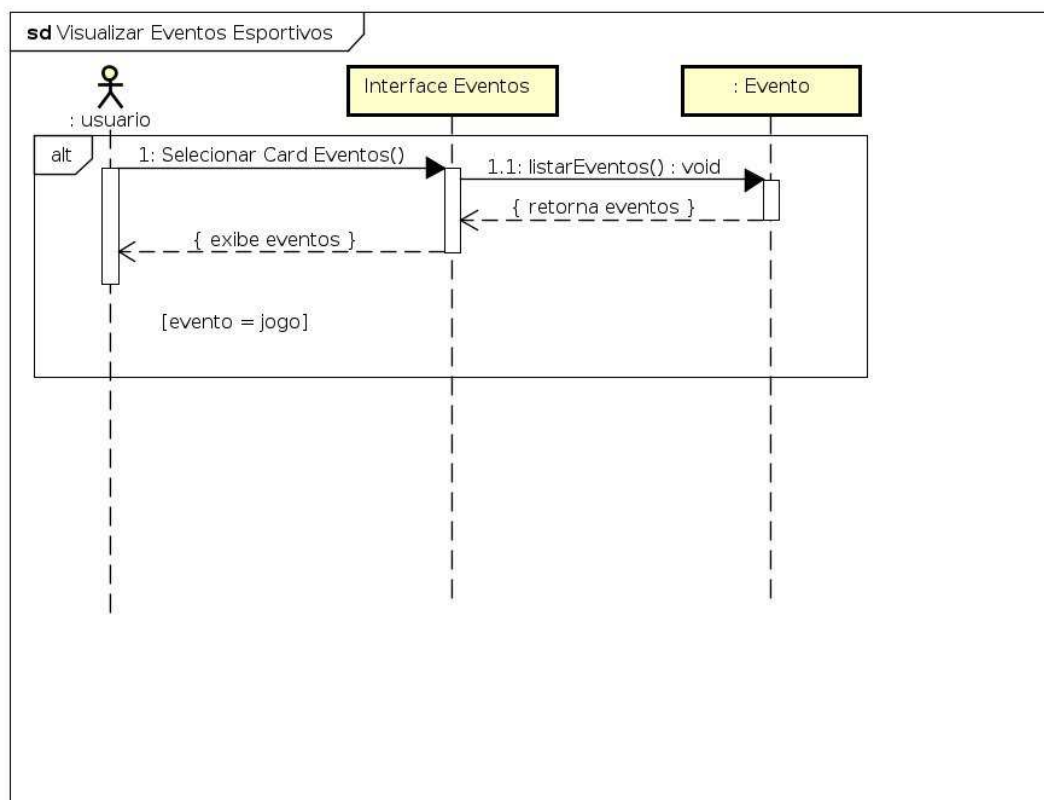 sd Visualizar Eventos Esportivos
: usuario
Interface Eventos
: Evento
alt
1: Selecionar Card Eventos()
1.1: listarEventos() : void
{ retorna eventos }
{ exibe eventos }
[evento = jogo]